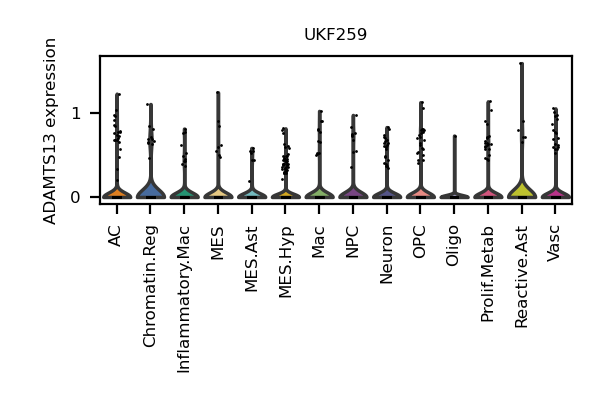 UKF259
ADAMTS13 expression
1
0
AC
Chromatin.Reg
Inflammatory.Mac
MES
MES.Ast
MES.Hyp
Mac
NPC
Neuron
OPC
Oligo
Prolif.Metab
Reactive.Ast
Vasc